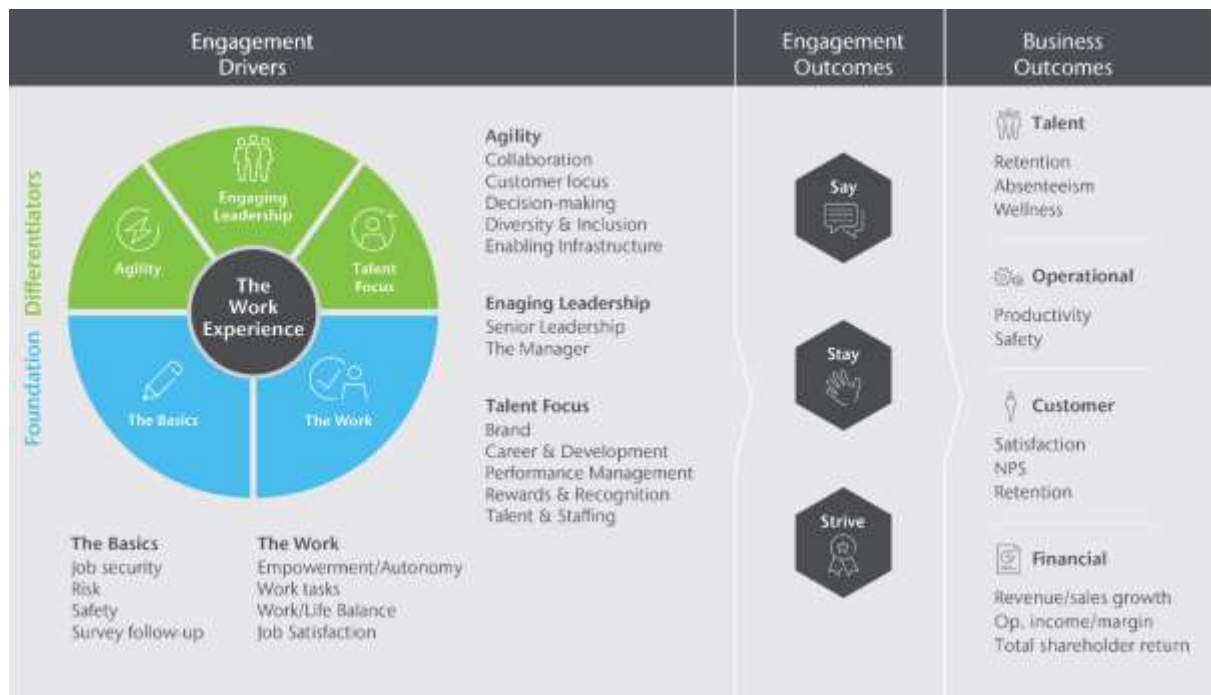 Engagement
Drivers
Engagement
Outcomes
Business
Outcomes
Foundation Differentiators
Engaging
Leadership
Agility
Talent
Focus
The
Work
Experience
The Basics
The Work
Agility
Collaboration
Customer focus
Decision-making
Diversity & Inclusion
Enabling Infrastructure
Enaging Leadership
Senior Leadership
The Manager
Talent Focus
Brand
Career & Development
Performance Management
Rewards & Recognition
Talent & Staffing
The Basics
Job security
Risk
Safety
Survey follow-up
The Work
Empowerment/Autonomy
Work tasks
Work/Life Balance
Job Satisfaction
Say
Stay
Strive
Talent
Retention
Absenteeism
Wellness
Operational
Productivity
Safety
Customer
Satisfaction
NPS
Retention
Financial
Revenue/sales growth
Op. income/margin
Total shareholder return